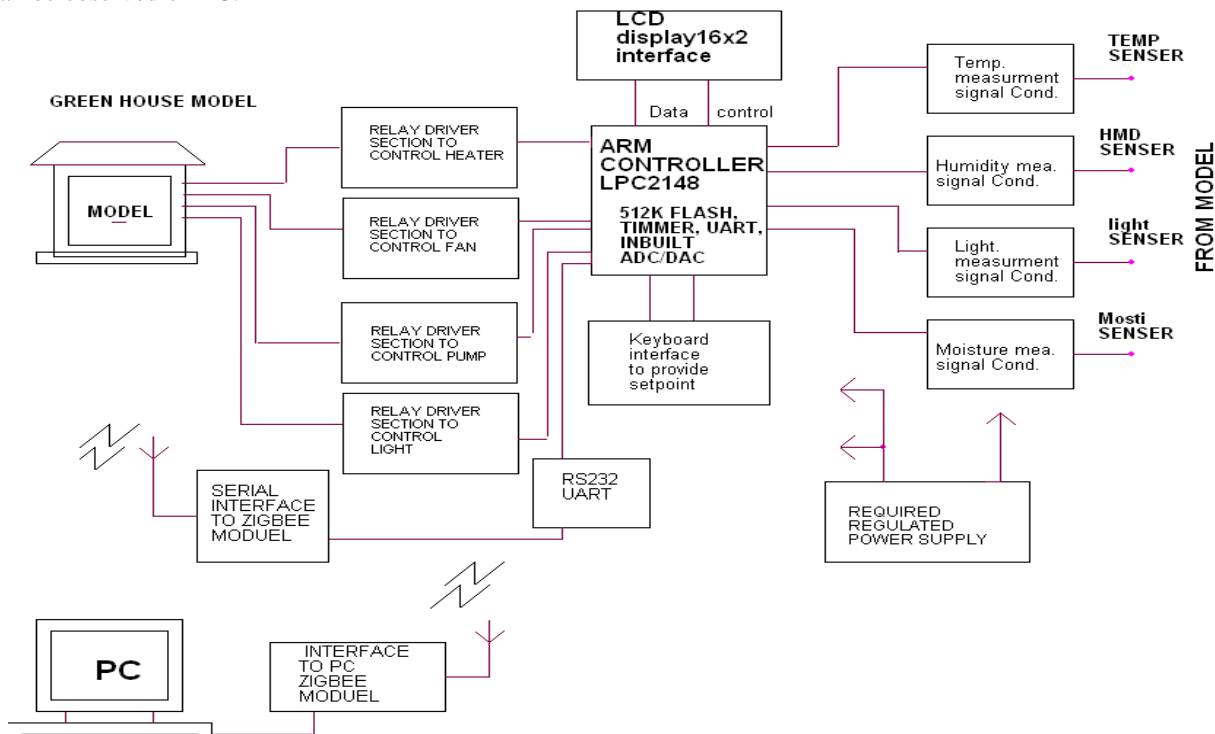 LCD
display16x2
interface
TEMP
SENSER
Temp.
measurment
signal Cond.
GREEN HOUSE MODEL
Data control
RELAY DRIVER
SECTION TO
CONTROL HEATER
ARM
CONTROLLER
LPC2148
512K FLASH,
TIMMER, UART,
INBUILT
ADC/DAC
HMD
SENSER
Humidity mea.
signal Cond.
MODEL
RELAY DRIVER
SECTION TO
CONTROL FAN
light
SENSER
Light.
measurment
signal Cond.
FROM MODEL
RELAY DRIVER
SECTION TO
CONTROL PUMP
Keyboard
interface
to provide
setpoint
Mosti
SENSER
Moisture mea.
signal Cond.
RELAY DRIVER
SECTION TO
CONTROL
LIGHT
RS232
UART
SERIAL
INTERFACE
TO ZIGBEE
MODUEL
REQUIRED
REGULATED
POWER SUPPLY
PC
INTERFACE
TO PC
ZIGBEE
MODUEL